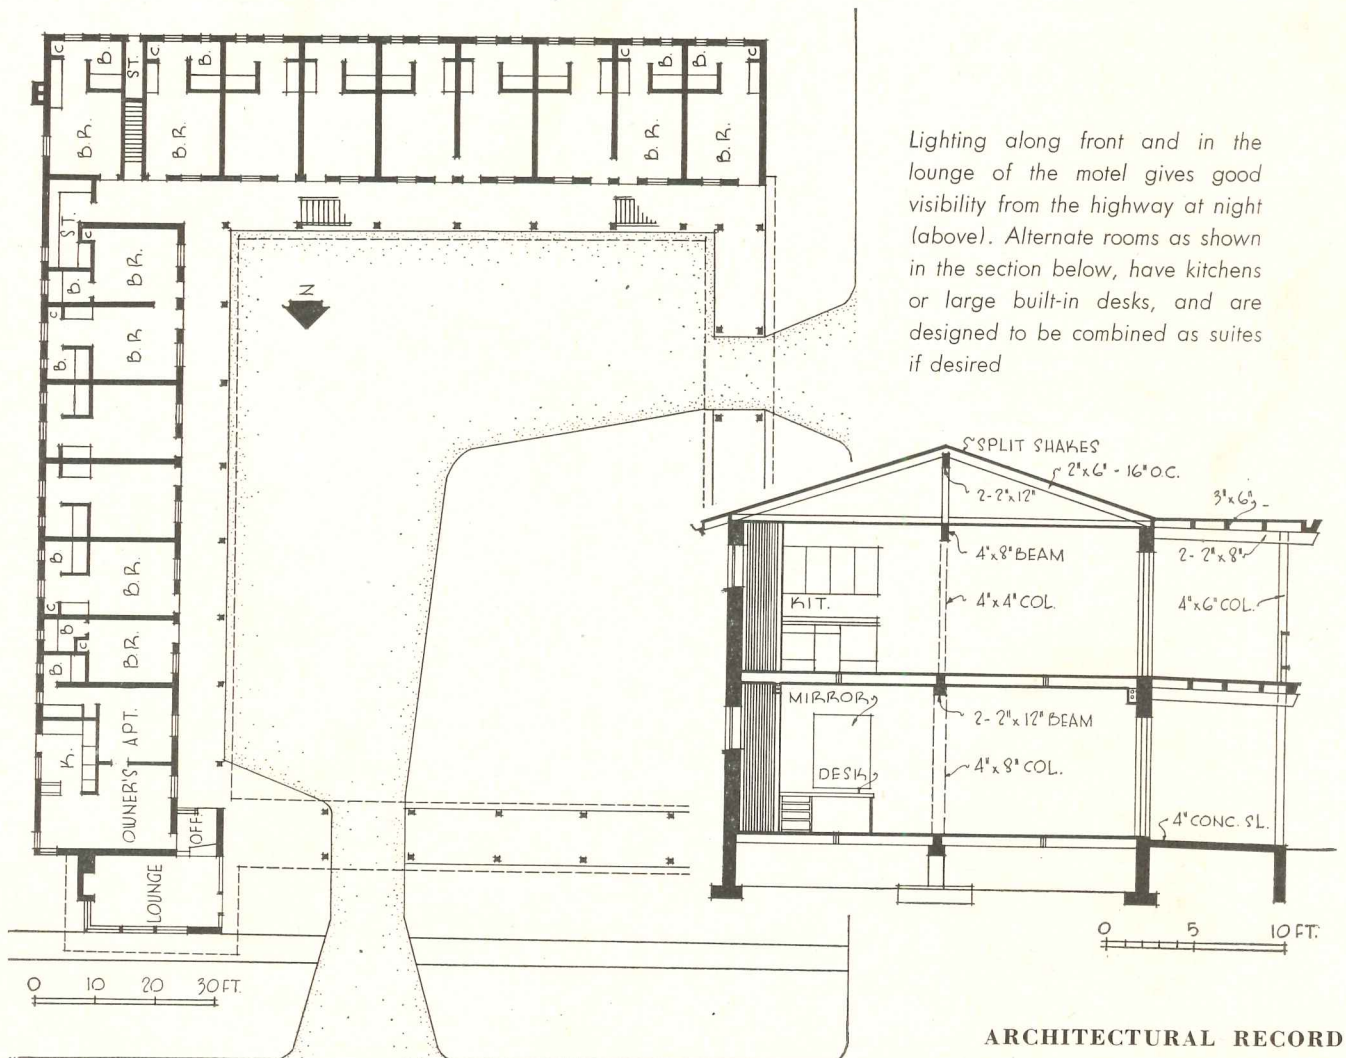 C
B.
ST.
C
B.
C
B.
B.
C
B.R.
B.R.
B.R.
B.R.
ST.
C
B.R.
B.
C
B.R
B.
N
B
B.R.
C
B
C
B.R.
B.
K.
OWNER'S APT.
OFF.
LOUNGE
0 10 20 30 FT.
Lighting along front and in the
lounge of the motel gives good
visibility from the highway at night
(above). Alternate rooms as shown
in the section below, have kitchens
or large built-in desks, and are
designed to be combined as suites
if desired
SPLIT SHAKES
2"x6" - 16" O.C.
2-2"x12"
3"x6"
4"x8" BEAM
2-2"x8"
KIT.
4"x4" COL.
4"x6" COL.
MIRROR
2-2"x12" BEAM
DESK
4"x8" COL.
4" CONC. SL.
0 5 10 FT.
ARCHITECTURAL RECORD